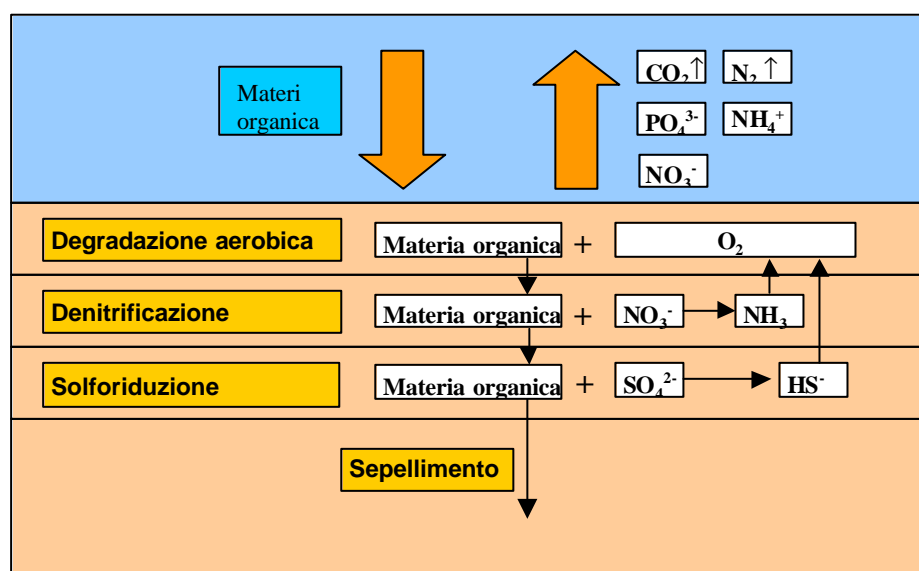 Materi
organica
CO₂↑ N₂↑
PO₄³⁻ NH₄⁺
NO₃⁻
Degradazione aerobica Materia organica + O₂
Denitrificazione Materia organica + NO₃⁻ NH₃
Solforiduzione Materia organica + SO₄²⁻ HS⁻
Sepellimento